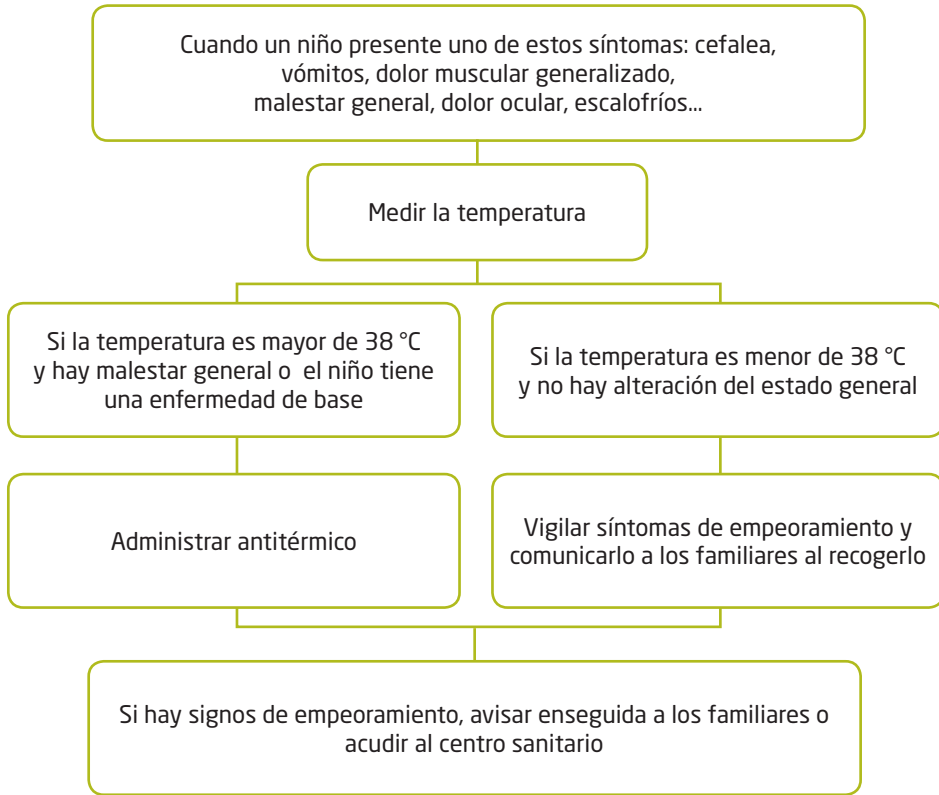 Cuando un niño presente uno de estos síntomas: cefalea,
vómitos, dolor muscular generalizado,
malestar general, dolor ocular, escalofríos...
Medir la temperatura
Si la temperatura es mayor de 38 °C
y hay malestar general o el niño tiene
una enfermedad de base
Si la temperatura es menor de 38 °C
y no hay alteración del estado general
Administrar antitérmico
Vigilar síntomas de empeoramiento y
comunicarlo a los familiares al recogerlo
Si hay signos de empeoramiento, avisar enseguida a los familiares o
acudir al centro sanitario